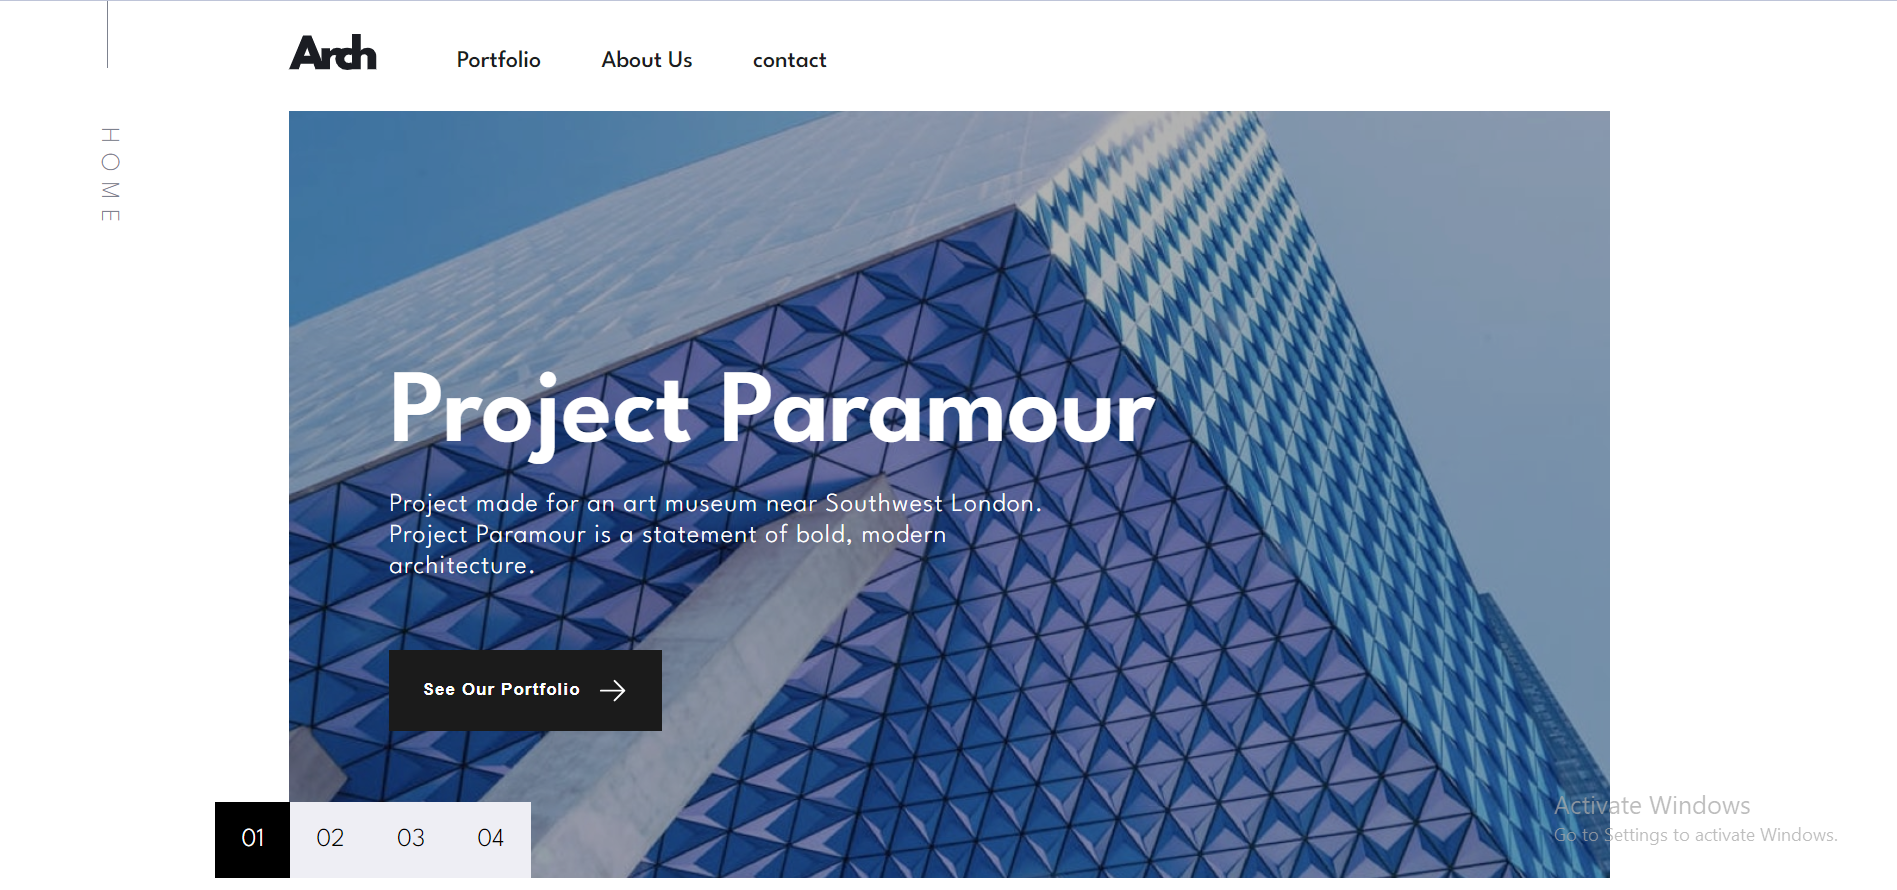 Arch
Portfolio
About Us
contact
HOME
Project Paramour
Project made for an art museum near Southwest London.
Project Paramour is a statement of bold, modern
architecture.
See Our Portfolio
01
02
03
04
Activate Windows
Go to Settings to activate Windows.